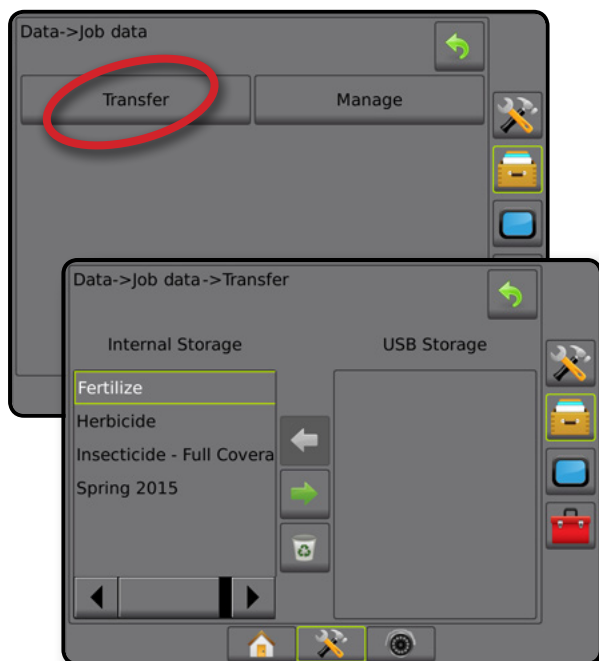 Data->Job data
Transfer Manage
Data->Job data->Transfer
Internal Storage USB Storage
Fertilize
Herbicide
Insecticide - Full Covera
Spring 2015